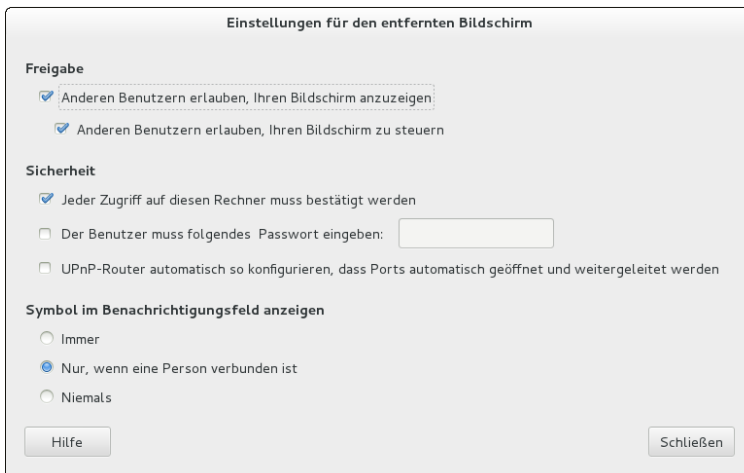 Einstellungen für den entfernten Bildschirm
Freigabe
Anderen Benutzern erlauben, Ihren Bildschirm anzuzeigen
Anderen Benutzern erlauben, Ihren Bildschirm zu steuern
Sicherheit
Jeder Zugriff auf diesen Rechner muss bestätigt werden
Der Benutzer muss folgendes Passwort eingeben:
UPnP-Router automatisch so konfigurieren, dass Ports automatisch geöffnet und weitergeleitet werden
Symbol im Benachrichtigungsfeld anzeigen
Immer
Nur, wenn eine Person verbunden ist
Niemals
Hilfe Schließen